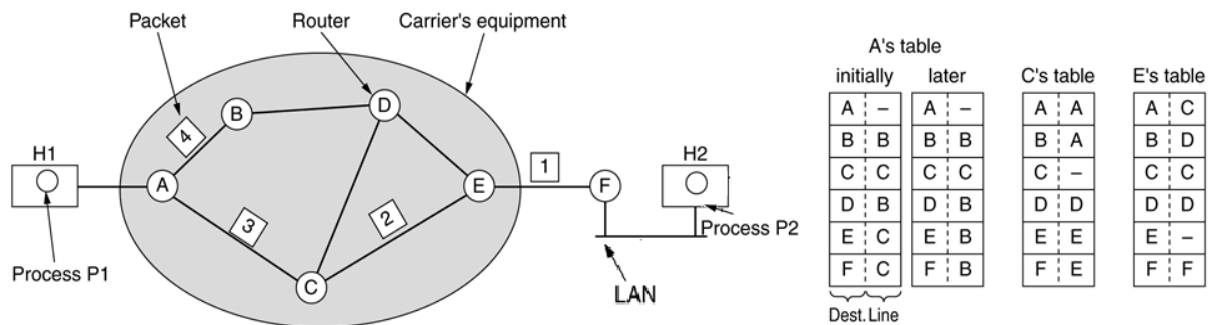 Packet
Router
Carrier's equipment
H1
Process P1
A
B
C
D
E
F
4
3
2
1
H2
Process P2
LAN
A's table
initially later C's table E's table
A – A – A A A C
B B B B B A B D
C C C C C – C C
D B D B D D D D
E C E B E E E –
F C F B F E F F
Dest. Line